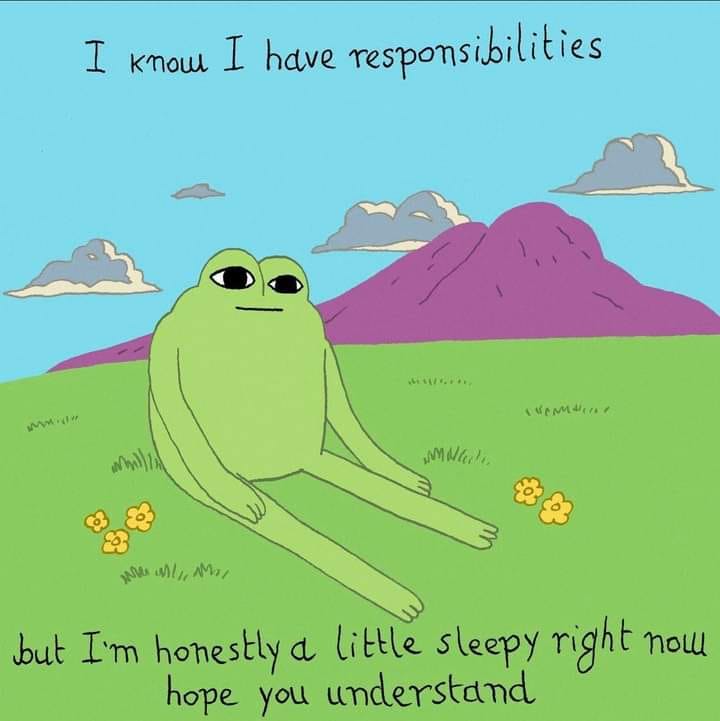 I know I have responsibilities
but I'm honestly a little sleepy right now
hope you understand